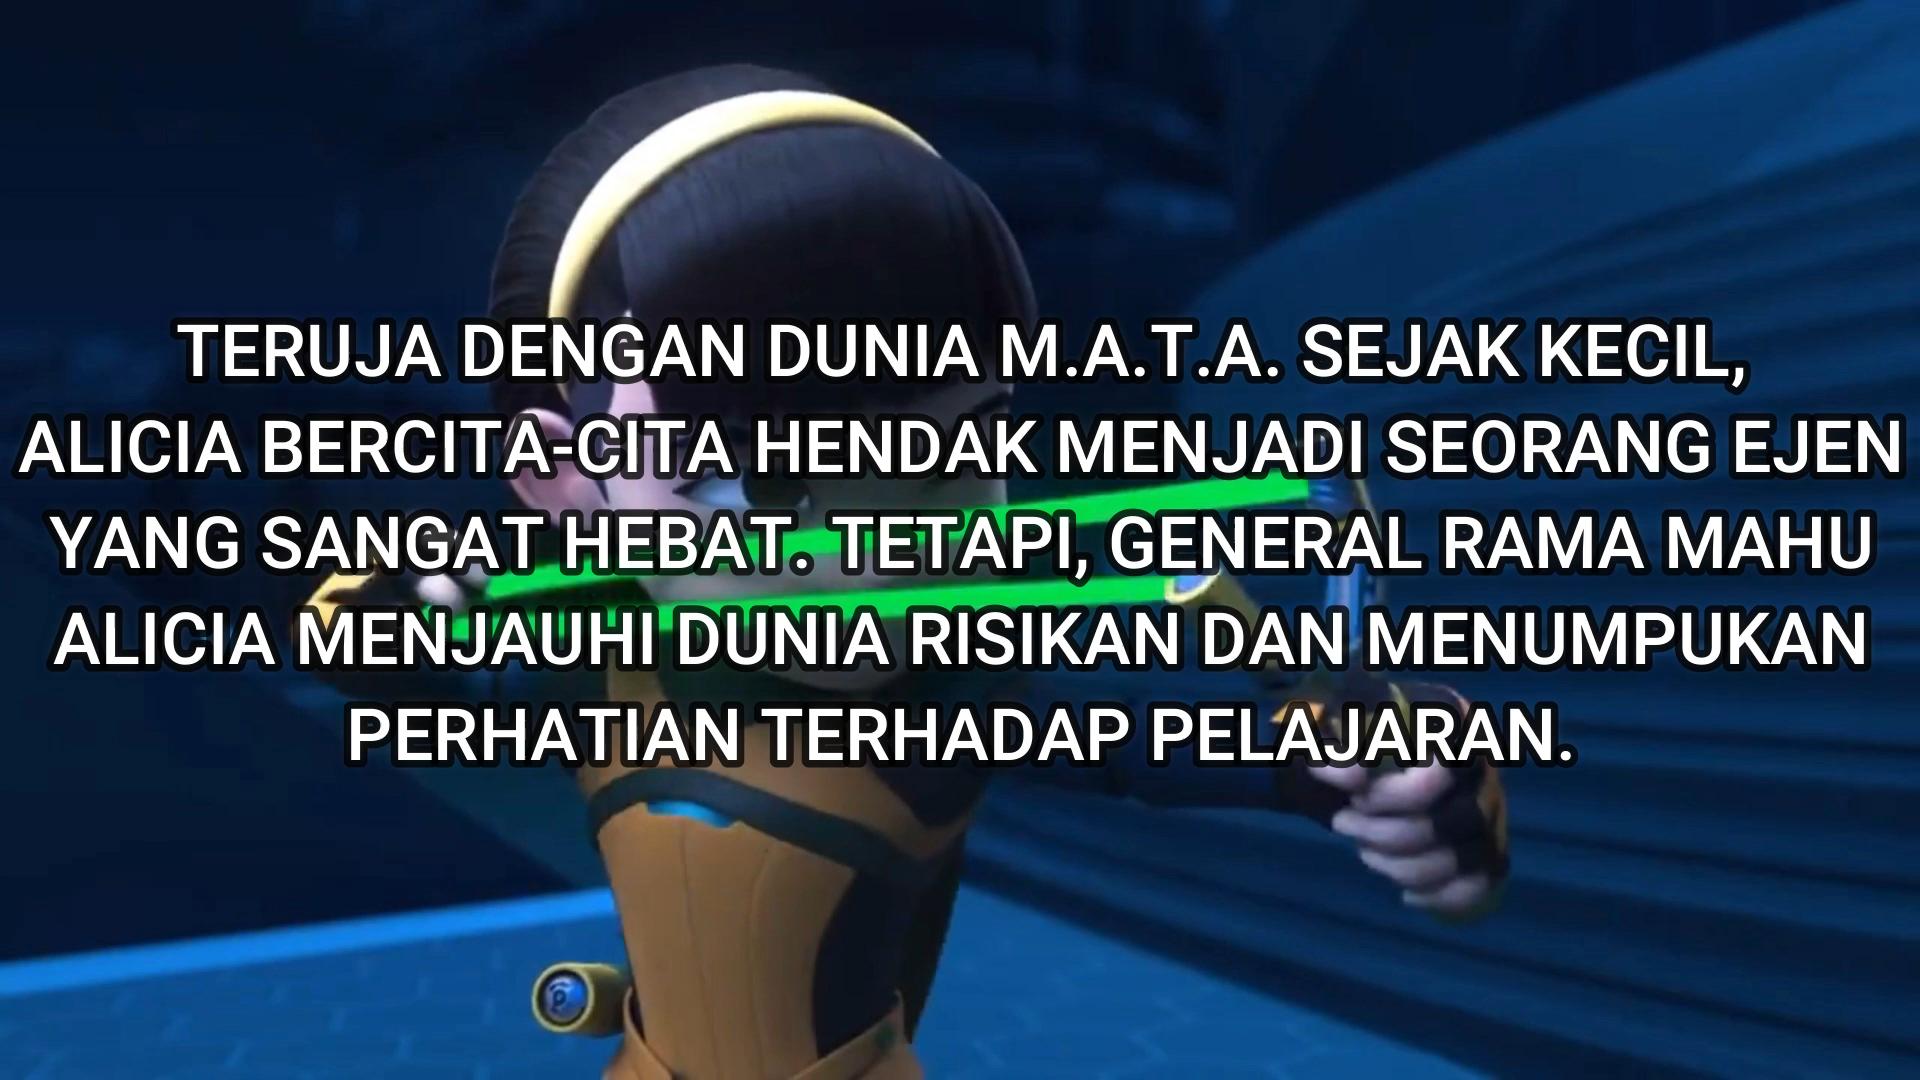 TERUJA DENGAN DUNIA M.A.T.A. SEJAK KECIL,
ALICIA BERCITA-CITA HENDAK MENJADI SEORANG EJEN
YANG SANGAT HEBAT. TETAPI, GENERAL RAMA MAHU
ALICIA MENJAUHI DUNIA RISIKAN DAN MENUMPUKAN
PERHATIAN TERHADAP PELAJARAN.